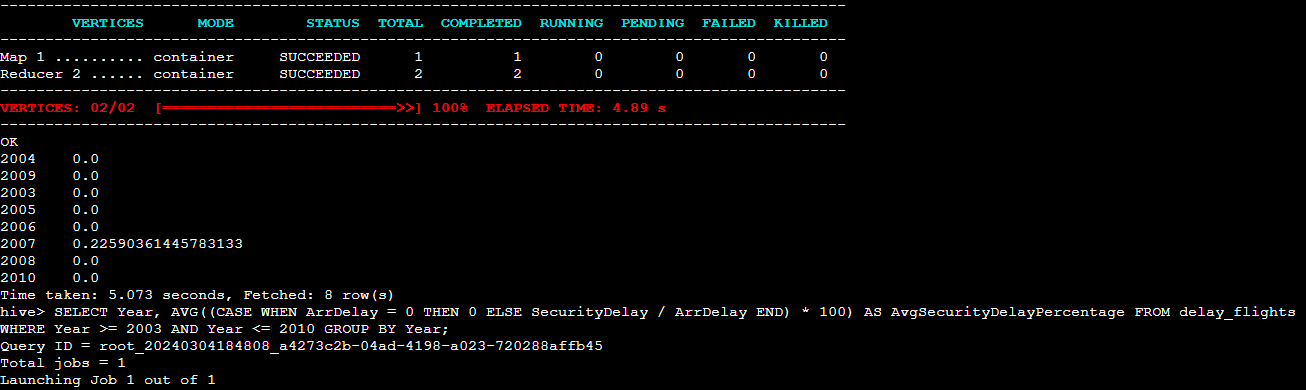 --------------------------------------------------------------------------------------
VERTICES MODE STATUS TOTAL COMPLETED RUNNING PENDING FAILED KILLED
--------------------------------------------------------------------------------------
Map 1 .......... container SUCCEEDED 1 1 0 0 0 0
Reducer 2 ...... container SUCCEEDED 2 2 0 0 0 0
--------------------------------------------------------------------------------------
VERTICES: 02/02 [==========================>>] 100% ELAPSED TIME: 4.89 s
--------------------------------------------------------------------------------------
OK
2004 0.0
2009 0.0
2003 0.0
2005 0.0
2006 0.0
2007 0.22590361445783133
2008 0.0
2010 0.0
Time taken: 5.073 seconds, Fetched: 8 row(s)
hive> SELECT Year, AVG((CASE WHEN ArrDelay = 0 THEN 0 ELSE SecurityDelay / ArrDelay END) * 100) AS AvgSecurityDelayPercentage FROM delay_flights
WHERE Year >= 2003 AND Year <= 2010 GROUP BY Year;
Query ID = root_20240304184808_a4273c2b-04ad-4198-a023-720288affb45
Total jobs = 1
Launching Job 1 out of 1